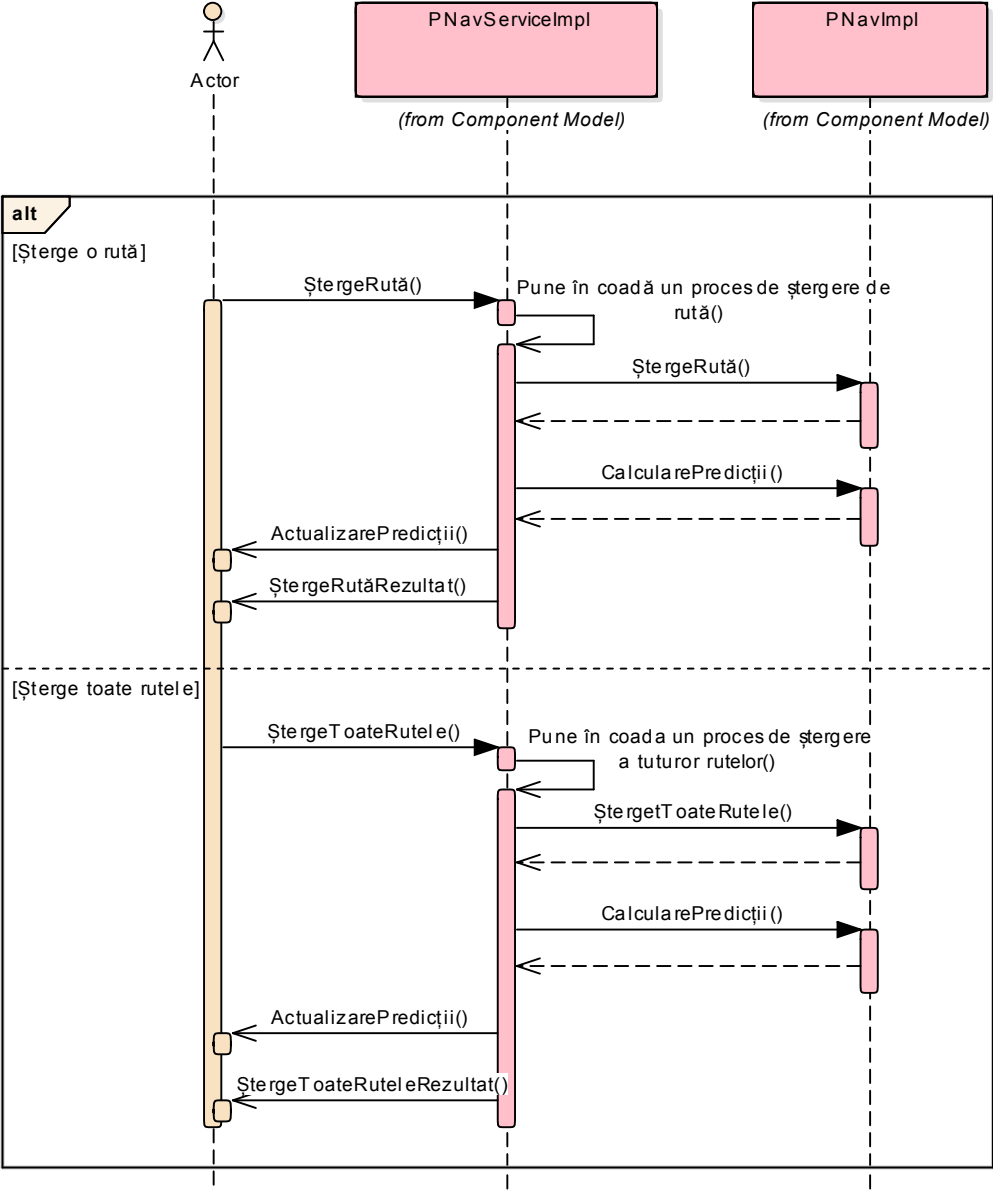 PNavServiceImpl
PNavImpl
Actor
(from Component Model)
(from Component Model)
alt
[Șterge o rută]
ȘtergeRută()
Pune în coadă un proces de ștergere de
rută()
ȘtergeRută()
CalcularePredicții()
ActualizarePredicții()
ȘtergeRutăRezultat()
[Șterge toate rutele]
ȘtergeToateRutele()
Pune în coada un proces de ștergere
a tuturor rutelor()
ȘtergetToateRutele()
CalcularePredicții()
ActualizarePredicții()
ȘtergeToateRuteleRezultat()